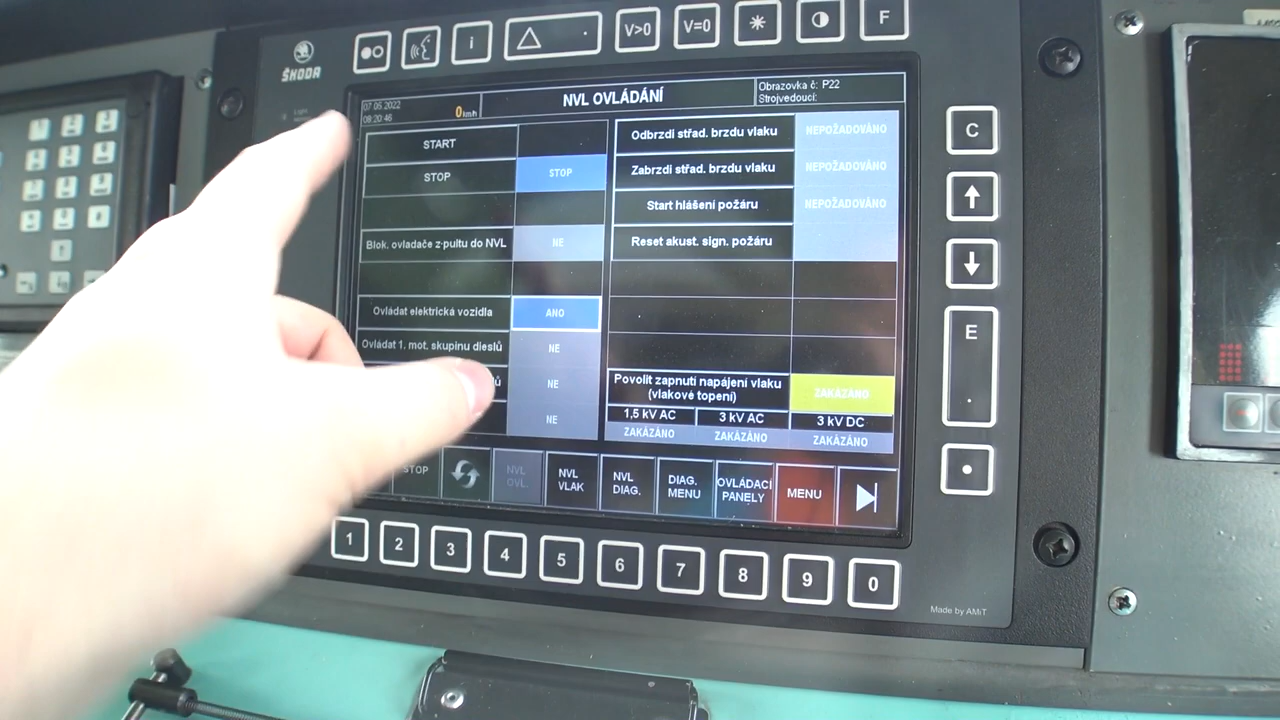 ŠKODA
i
V>0
V=0
F
07.05.2022
08:20:46
0 km/h
NVL OVLÁDÁNÍ
Obrazovka č: P22
Strojvedoucí:
START
STOP
STOP
Blok. ovladače z pultu do NVL
NE
Ovládat elektrická vozidla
ANO
Ovládat 1. mot. skupinu dieslů
NE
ů
NE
NE
Odbrzdi střad. brzdu vlaku
NEPOŽADOVÁNO
Zabrzdi střad. brzdu vlaku
NEPOŽADOVÁNO
Start hlášení požáru
NEPOŽADOVÁNO
Reset akust. sign. požáru
Povolit zapnutí napájení vlaku
(vlakové topení)
ZAKÁZÁNO
1,5 kV AC
3 kV AC
3 kV DC
ZAKÁZÁNO
ZAKÁZÁNO
ZAKÁZÁNO
STOP
NVL
OVL.
NVL
VLAK
NVL
DIAG.
DIAG.
MENU
OVLÁDACÍ
PANELY
MENU
C
E
1
2
3
4
5
6
7
8
9
0
Made by AMiT